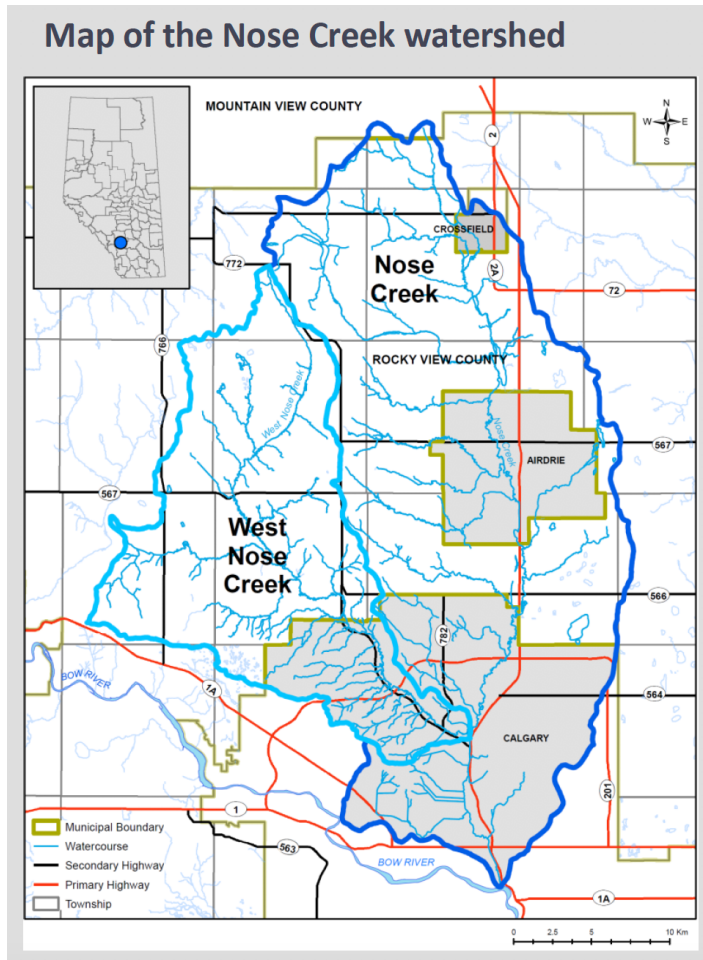 Map of the Nose Creek watershed
MOUNTAIN VIEW COUNTY
N
W E
S
2
CROSSFIELD
772
Nose
Creek
2A
72
766
ROCKY VIEW COUNTY
West Nose Creek
Nose Creek
567
AIRDRIE
567
West
Nose
Creek
566
782
BOW RIVER
1A
564
CALGARY
201
1
563
BOW RIVER
1A
Municipal Boundary
Watercourse
Secondary Highway
Primary Highway
Township
0 2.5 5 10 Km